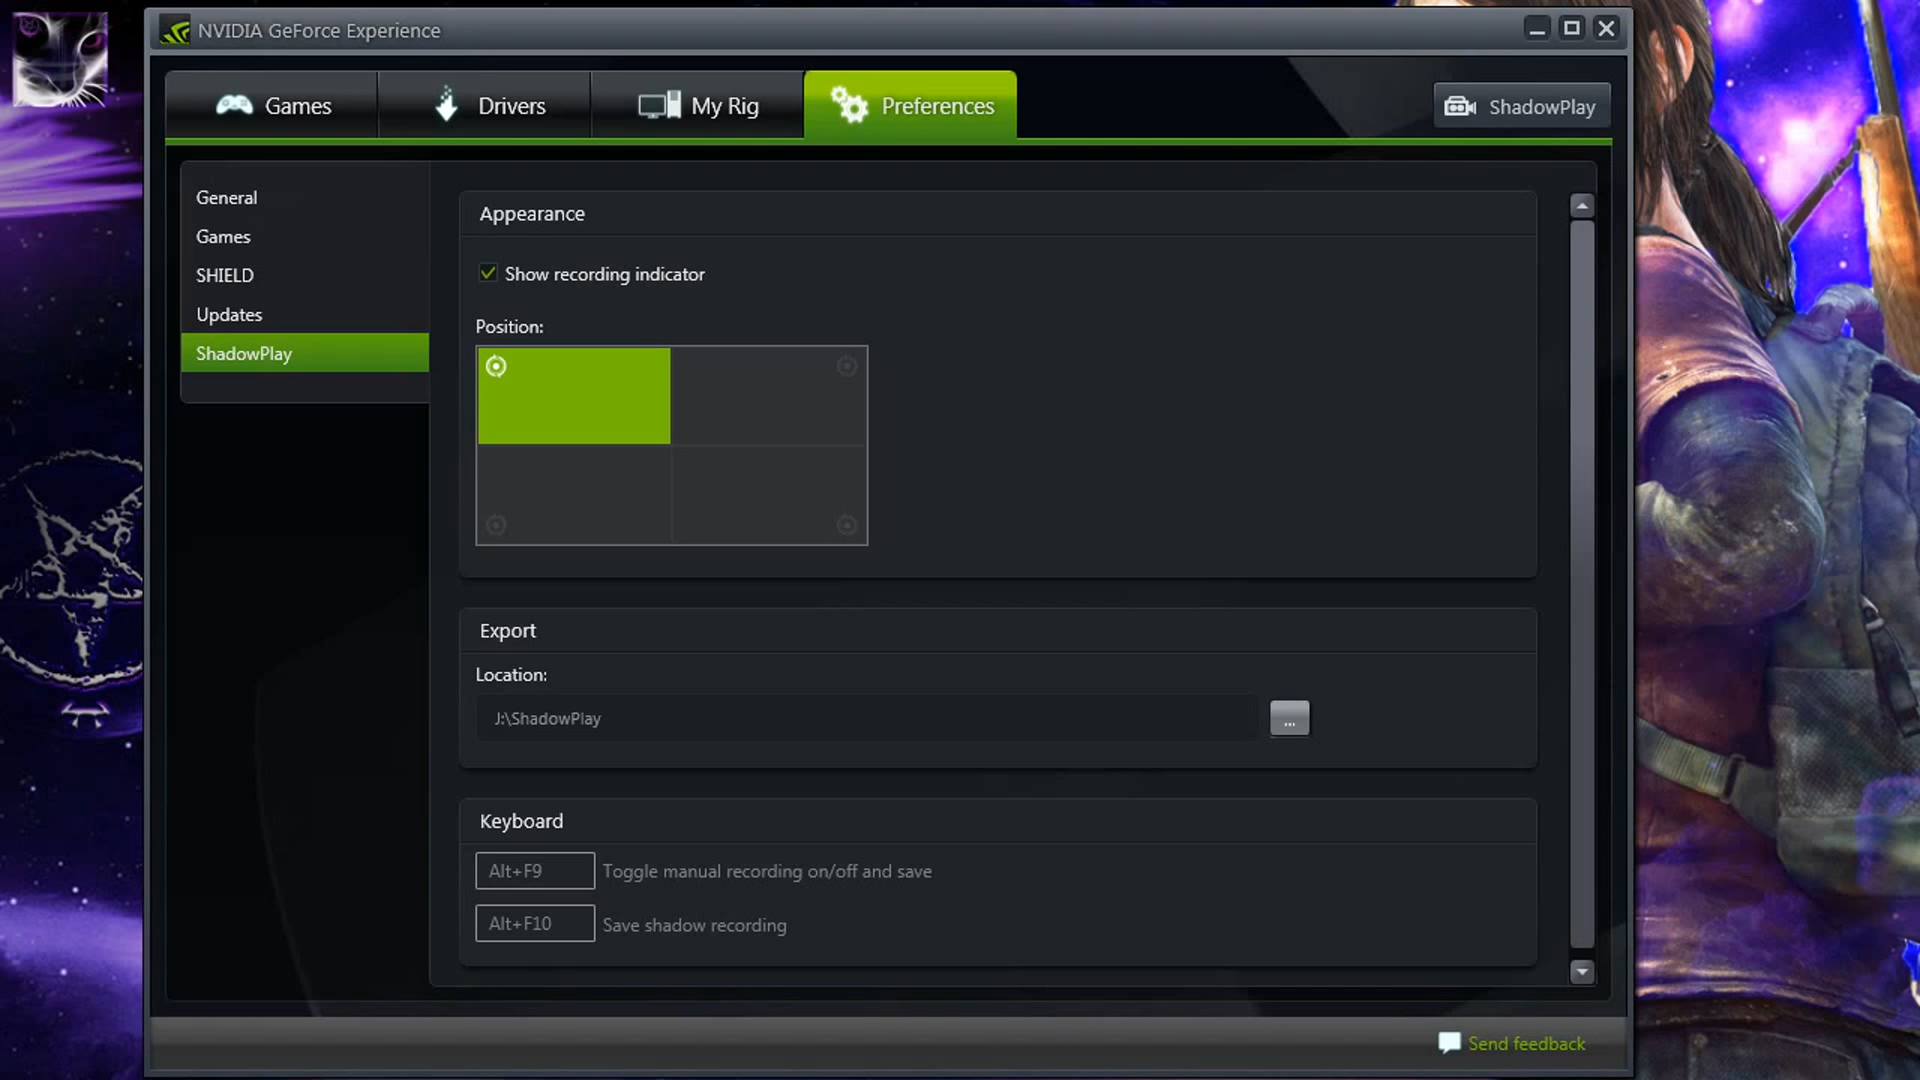 NVIDIA GeForce Experience
Games
Drivers
My Rig
Preferences
ShadowPlay
General
Games
SHIELD
Updates
ShadowPlay
Appearance
Show recording indicator
Position:
Export
Location:
J:\ShadowPlay
...
Keyboard
Alt+F9 Toggle manual recording on/off and save
Alt+F10 Save shadow recording
Send feedback